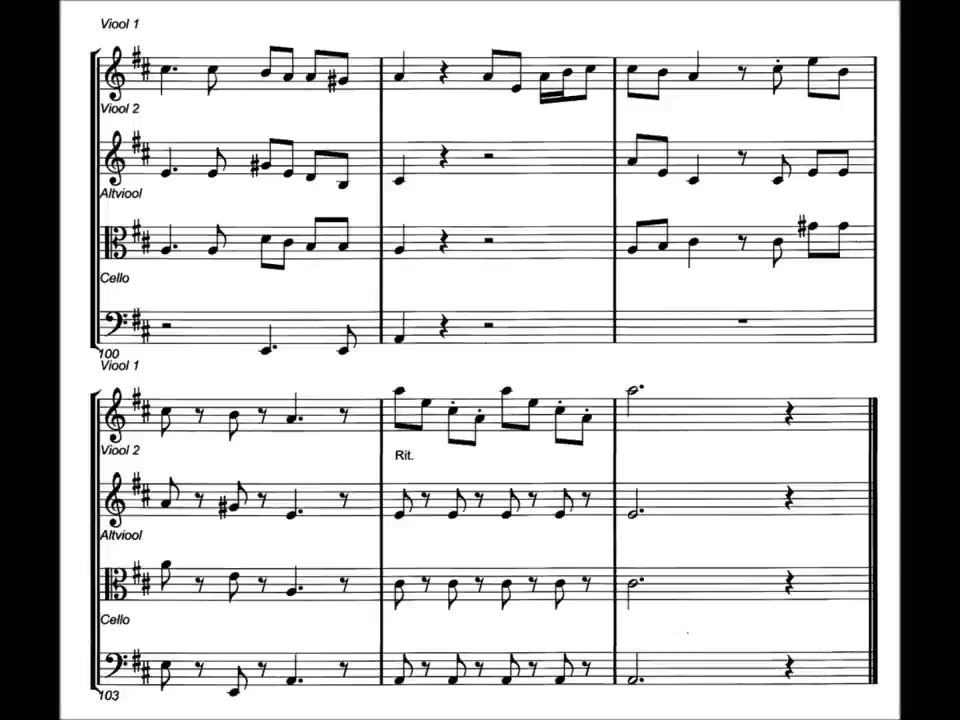 Viool 1
Viool 2
Altviool
Cello
100
Viool 1
Viool 2
Rit.
Altviool
Cello
103